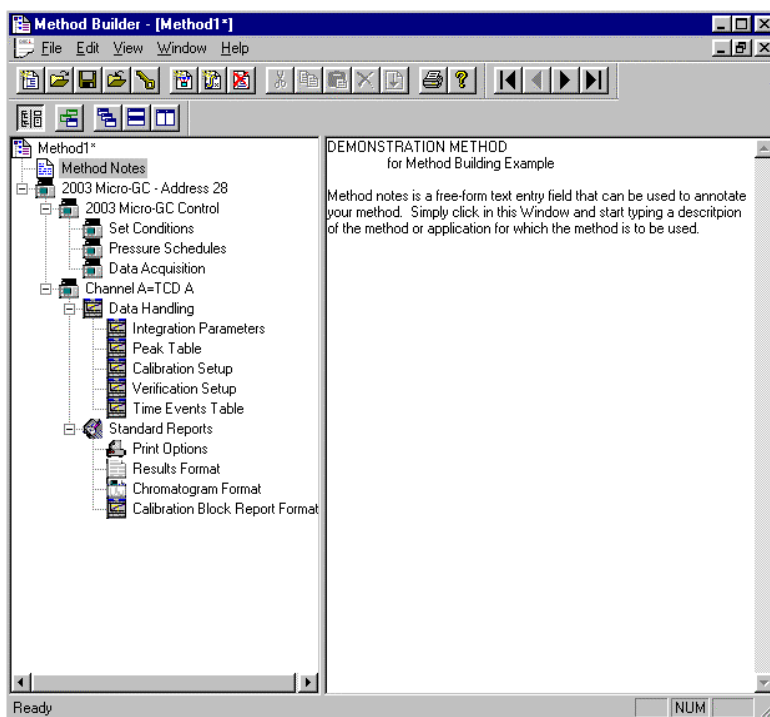 Method Builder - [Method1*]
File Edit View Window Help
Method1*
Method Notes
2003 Micro-GC - Address 28
2003 Micro-GC Control
Set Conditions
Pressure Schedules
Data Acquisition
Channel A=TCD A
Data Handling
Integration Parameters
Peak Table
Calibration Setup
Verification Setup
Time Events Table
Standard Reports
Print Options
Results Format
Chromatogram Format
Calibration Block Report Format
DEMONSTRATION METHOD
for Method Building Example
Method notes is a free-form text entry field that can be used to annotate
your method. Simply click in this Window and start typing a descritpion
of the method or application for which the method is to be used.
Ready
NUM